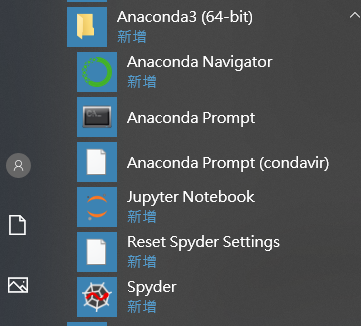 Anaconda3 (64-bit)
新增
Anaconda Navigator
新增
Anaconda Prompt
Anaconda Prompt (condavir)
Jupyter Notebook
新增
Reset Spyder Settings
新增
Spyder
新增